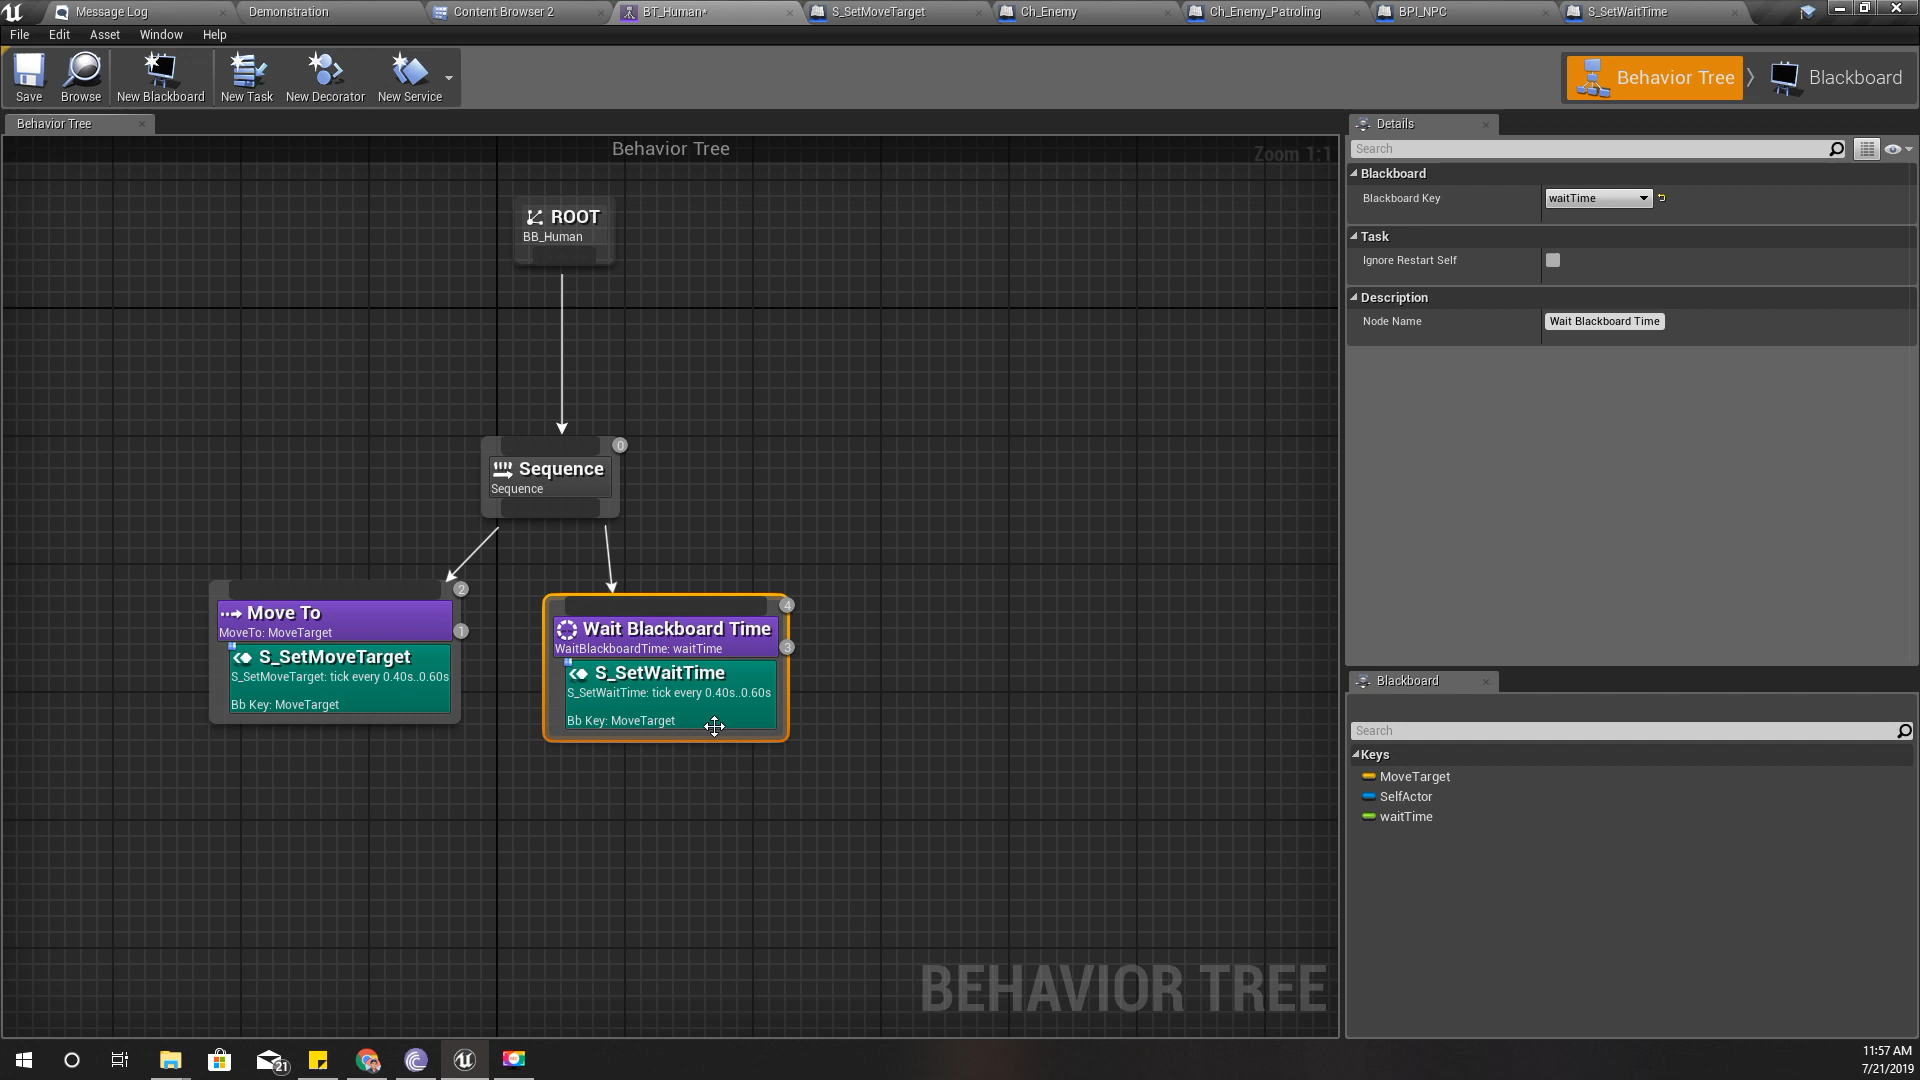 Message Log
Demonstration
Content Browser 2
BT_Human*
S_SetMoveTarget
Ch_Enemy
Ch_Enemy_Patroling
BPI_NPC
S_SetWaitTime
File Edit Asset Window Help
Save
Browse
New Blackboard
New Task
New Decorator
New Service
Behavior Tree
Blackboard
Behavior Tree
Behavior Tree
Zoom 1:1
ROOT
BB_Human
0
Sequence
Sequence
2
Move To
MoveTo: MoveTarget
1
S_SetMoveTarget
S_SetMoveTarget: tick every 0.40s..0.60s
Bb Key: MoveTarget
4
Wait Blackboard Time
WaitBlackboardTime: waitTime
3
S_SetWaitTime
S_SetWaitTime: tick every 0.40s..0.60s
Bb Key: MoveTarget
BEHAVIOR TREE
Details
Search
Blackboard
Blackboard Key
waitTime
Task
Ignore Restart Self
Description
Node Name
Wait Blackboard Time
Blackboard
Search
Keys
MoveTarget
SelfActor
waitTime
21
11:57 AM
7/21/2019